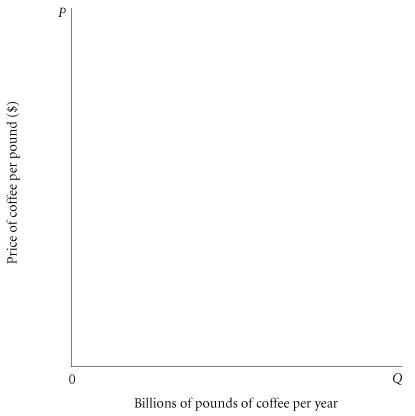 P
Price of coffee per pound ($)
0
Q
Billions of pounds of coffee per year